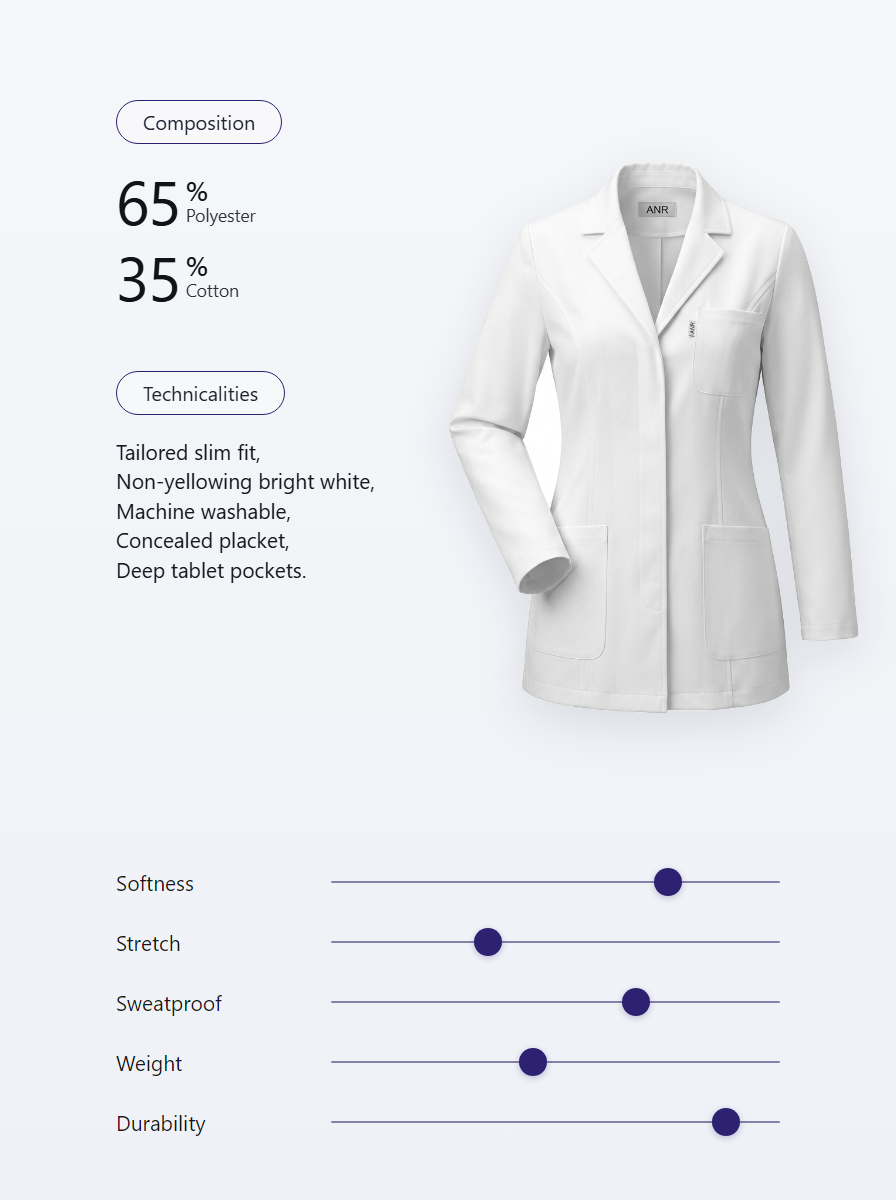 Composition
65 %
Polyester
35 %
Cotton
Technicalities
Tailored slim fit,
Non-yellowing bright white,
Machine washable,
Concealed placket,
Deep tablet pockets.
ANR
ANR
Softness
Stretch
Sweatproof
Weight
Durability